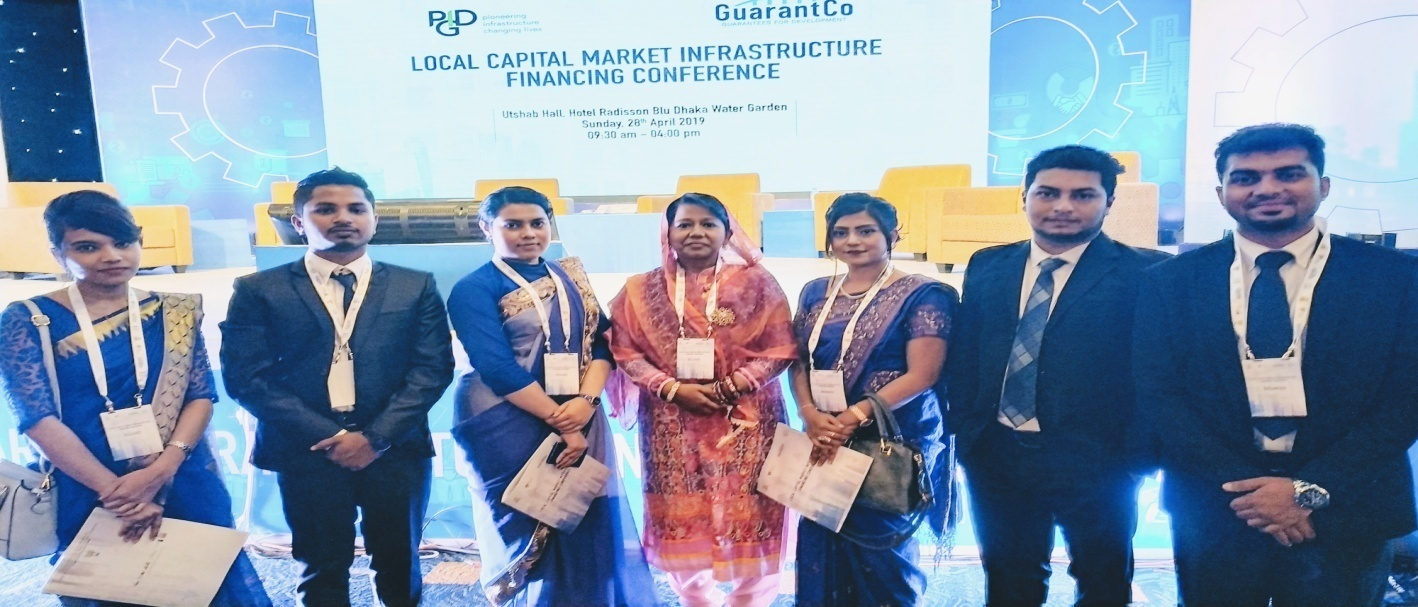 PGD
pioneering
infrastructure
changing lives
GuarantCo
GUARANTEES FOR DEVELOPMENT
LOCAL CAPITAL MARKET INFRASTRUCTURE
FINANCING CONFERENCE
Utshab Hall, Hotel Radisson Blu Dhaka Water Garden
Sunday, 28th April 2019
09.30 am – 04:00 pm